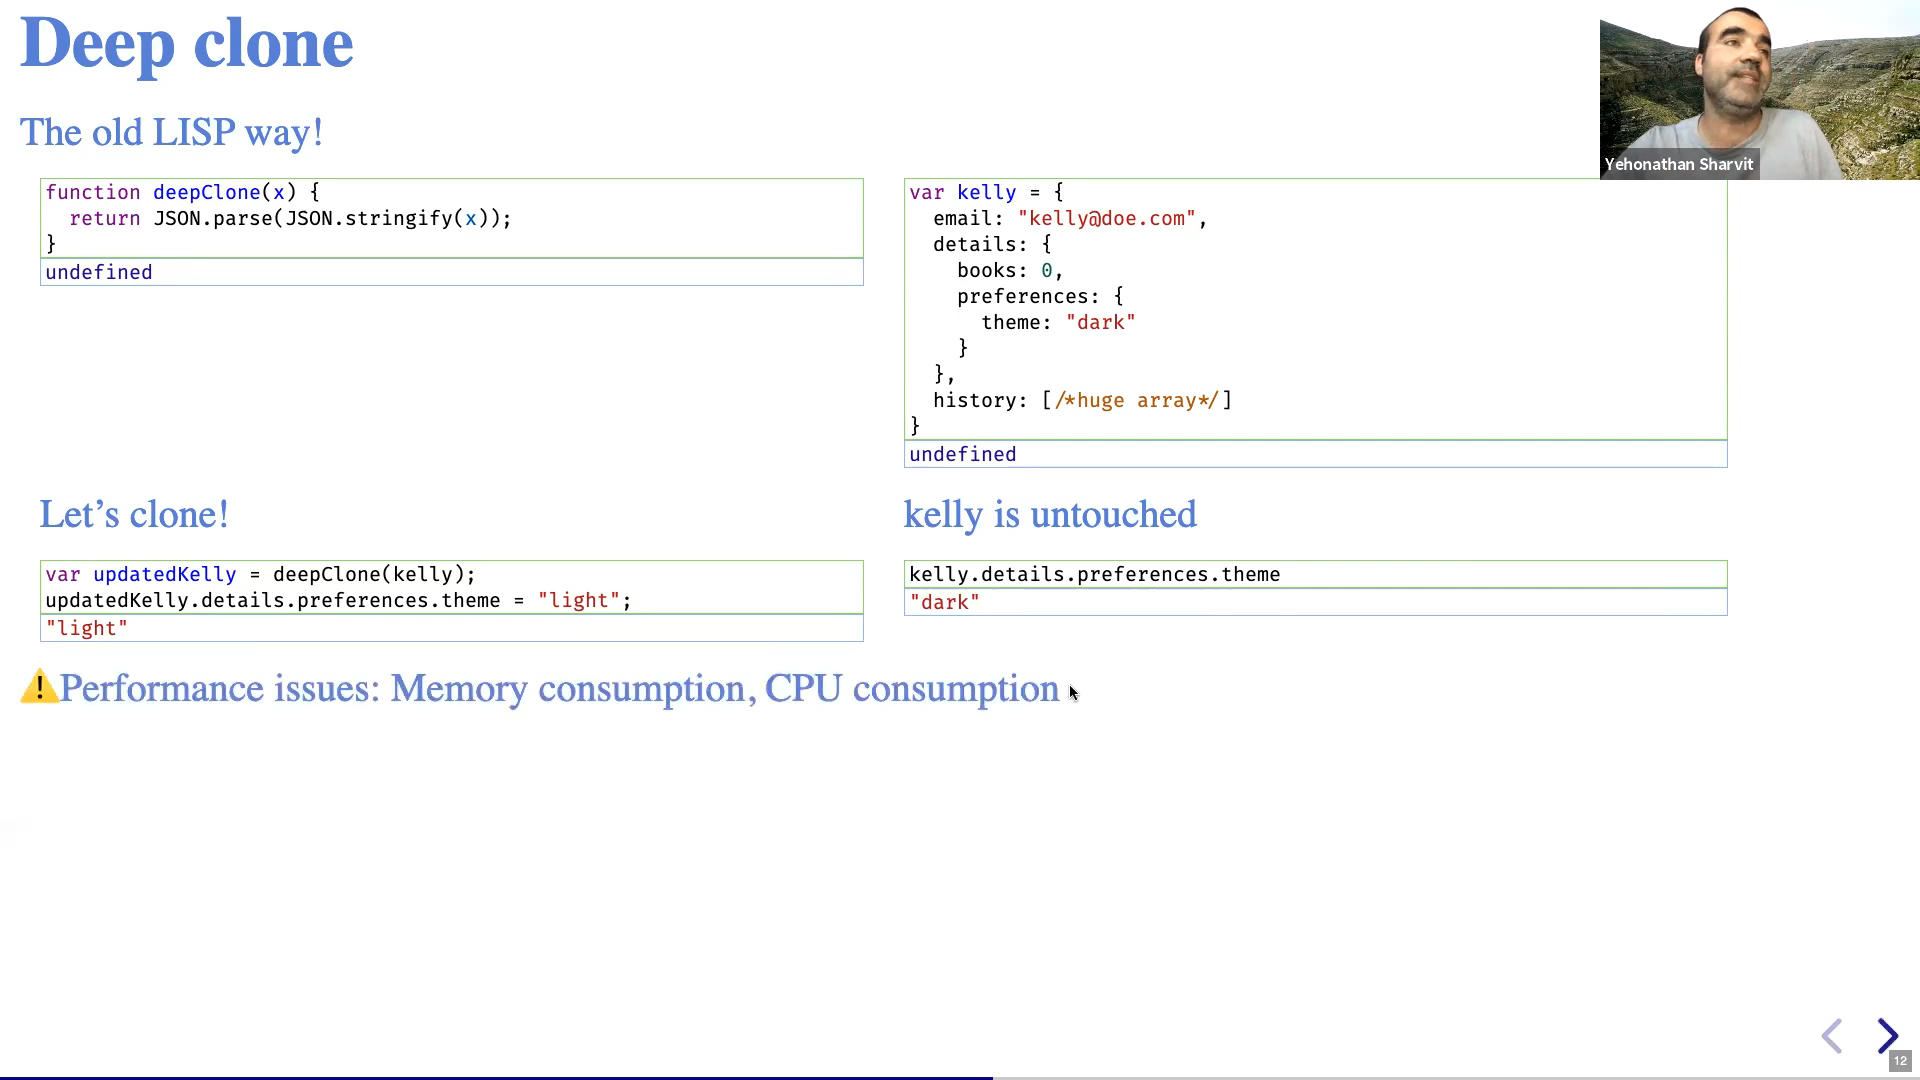 Deep clone
The old LISP way!
function deepClone(x) {
  return JSON.parse(JSON.stringify(x));
}
undefined
var kelly = {
  email: "kelly@doe.com",
  details: {
    books: 0,
    preferences: {
      theme: "dark"
    }
  },
  history: [/*huge array*/]
}
undefined
Let’s clone!
var updatedKelly = deepClone(kelly);
updatedKelly.details.preferences.theme = "light";
"light"
kelly is untouched
kelly.details.preferences.theme
"dark"
⚠️Performance issues: Memory consumption, CPU consumption
Yehonathan Sharvit
12